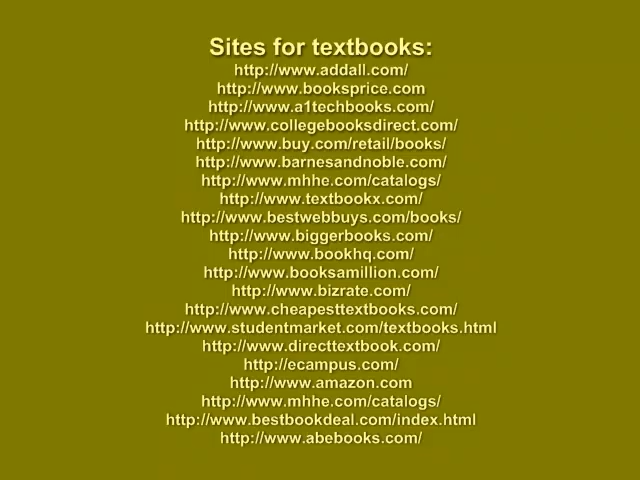 Sites for textbooks:
http://www.addall.com/
http://www.booksprice.com
http://www.a1techbooks.com/
http://www.collegebooksdirect.com/
http://www.buy.com/retail/books/
http://www.barnesandnoble.com/
http://www.mhhe.com/catalogs/
http://www.textbookx.com/
http://www.bestwebbuys.com/books/
http://www.biggerbooks.com/
http://www.bookhq.com/
http://www.booksamillion.com/
http://www.bizrate.com/
http://www.cheapesttextbooks.com/
http://www.studentmarket.com/textbooks.html
http://www.directtextbook.com/
http://ecampus.com/
http://www.amazon.com
http://www.mhhe.com/catalogs/
http://www.bestbookdeal.com/index.html
http://www.abebooks.com/